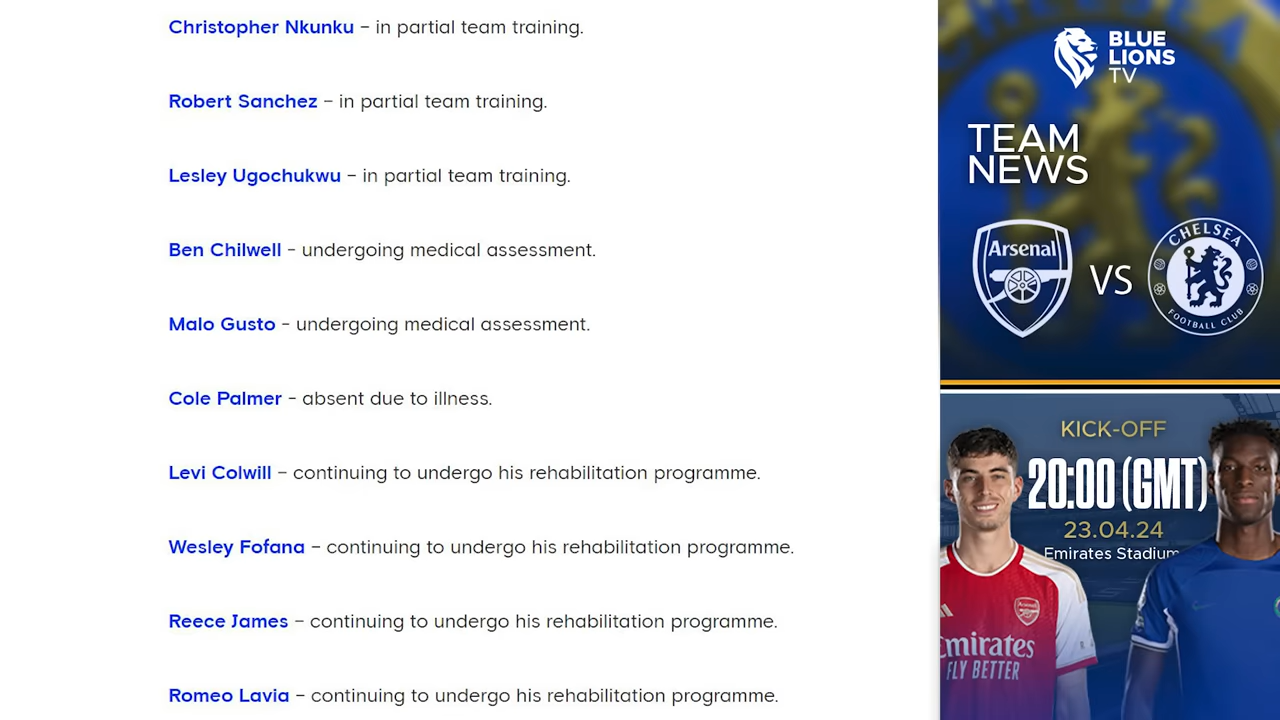 Christopher Nkunku – in partial team training.
Robert Sanchez – in partial team training.
Lesley Ugochukwu – in partial team training.
Ben Chilwell – undergoing medical assessment.
Malo Gusto – undergoing medical assessment.
Cole Palmer – absent due to illness.
Levi Colwill – continuing to undergo his rehabilitation programme.
Wesley Fofana – continuing to undergo his rehabilitation programme.
Reece James – continuing to undergo his rehabilitation programme.
Romeo Lavia – continuing to undergo his rehabilitation programme.
BLUE
LIONS
TV
TEAM
NEWS
Arsenal
VS
CHELSEA
FOOTBALL CLUB
KICK-OFF
20:00 (GMT)
23.04.24
Emirates Stadium
Arsenal
Emirates
FLY BETTER